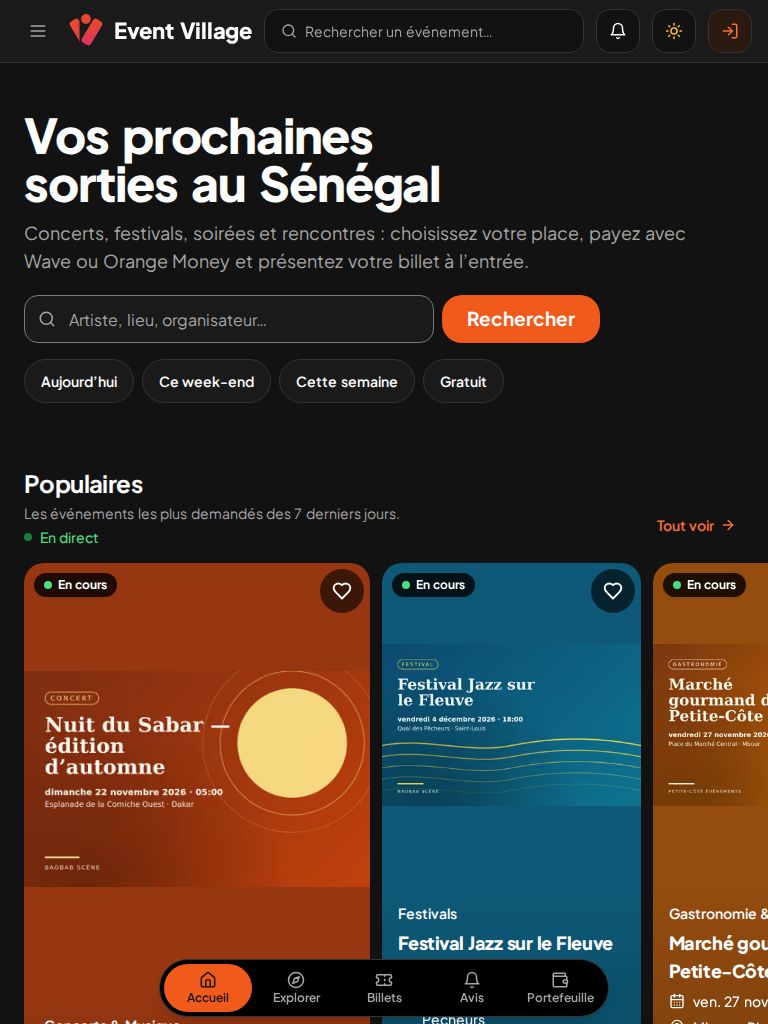 Event Village
Rechercher un événement...
Vos prochaines
sorties au Sénégal
Concerts, festivals, soirées et rencontres : choisissez votre place, payez avec
Wave ou Orange Money et présentez votre billet à l’entrée.
Artiste, lieu, organisateur...
Rechercher
Aujourd’hui
Ce week-end
Cette semaine
Gratuit
Populaires
Les événements les plus demandés des 7 derniers jours.
En direct
Tout voir
En cours
CONCERT
Nuit du Sabar —
édition
d’automne
dimanche 22 novembre 2026 · 05:00
Esplanade de la Corniche Ouest · Dakar
BAOBAB SCÈNE
En cours
FESTIVAL
Festival Jazz sur
le Fleuve
vendredi 4 décembre 2026 · 18:00
Quai des Pêcheurs · Saint-Louis
BAOBAB SCÈNE
Festivals
Festival Jazz sur le Fleuve
Pêcheurs
En cours
GASTRONOMIE
Marché
gourmand d
Petite-Côte
vendredi 27 novembre 202
Place du Marché Central · Mbour
PETITE-CÔTE ÉVÉNEMENTS
Gastronomie &
Marché gou
Petite-Côte
ven. 27 nov
Concerts & Musique
Accueil
Explorer
Billets
Avis
Portefeuille